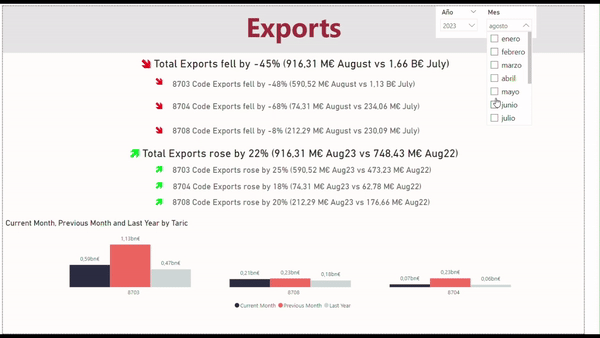 Exports
Año
Mes
2023
agosto
enero
febrero
marzo
abril
mayo
junio
julio
Total Exports fell by -45% (916,31 M€ August vs 1,66 B€ July)
8703 Code Exports fell by -48% (590,52 M€ August vs 1,13 B€ July)
8704 Code Exports fell by -68% (74,31 M€ August vs 234,06 M€ July)
8708 Code Exports fell by -8% (212,29 M€ August vs 230,09 M€ July)
Total Exports rose by 22% (916,31 M€ Aug23 vs 748,43 M€ Aug22)
8703 Code Exports rose by 25% (590,52 M€ Aug23 vs 473,23 M€ Aug22)
8704 Code Exports rose by 18% (74,31 M€ Aug23 vs 62,78 M€ Aug22)
8708 Code Exports rose by 20% (212,29 M€ Aug23 vs 176,66 M€ Aug22)
Current Month, Previous Month and Last Year by Taric
0,59bn€
1,13bn€
0,47bn€
0,21bn€
0,23bn€
0,18bn€
0,07bn€
0,23bn€
0,06bn€
8703
8708
8704
Current Month
Previous Month
Last Year